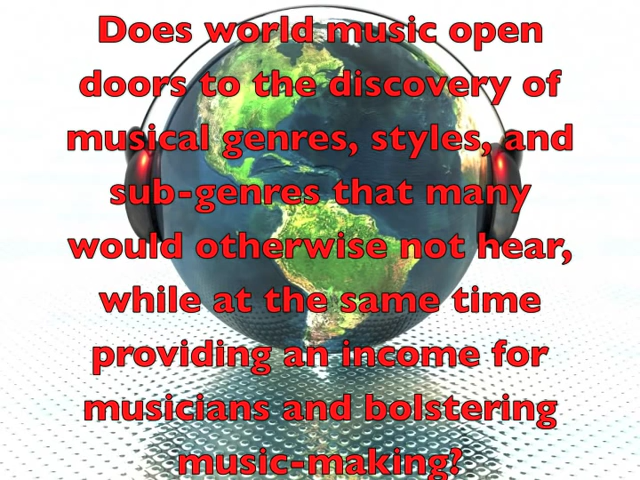 Does world music open
doors to the discovery of
musical genres, styles, and
sub-genres that many
would otherwise not hear,
while at the same time
providing an income for
musicians and bolstering
music-making?